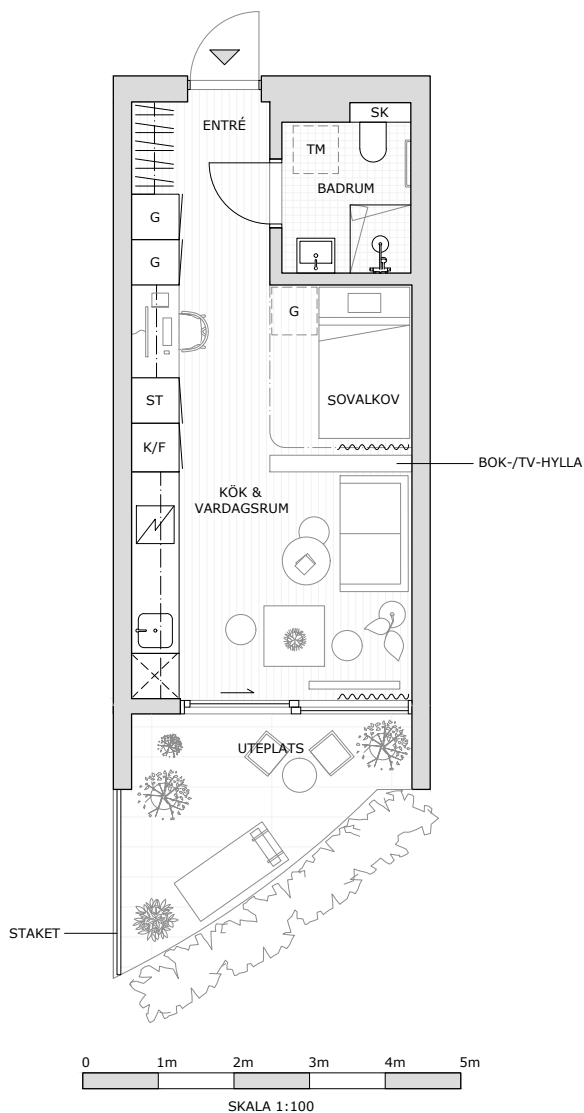 ENTRÉ
SK
TM
BADRUM
G
G
G
ST
SOVALKOV
K/F
BOK-/TV-HYLLA
KÖK &
VARDAGSRUM
UTEPLATS
STAKET
0 1m 2m 3m 4m 5m
SKALA 1:100